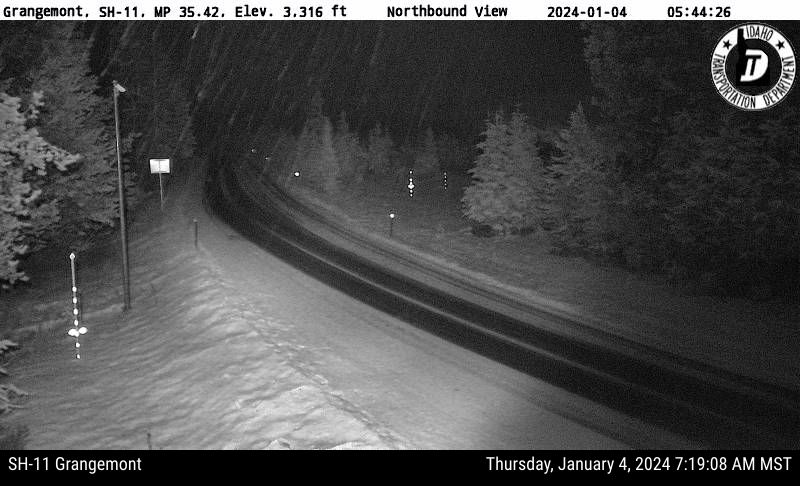 Grangemont, SH-11, MP 35.42, Elev. 3,316 ft Northbound View 2024-01-04 05:44:26
IDAHO
TRANSPORTATION DEPARTMENT
SH-11 Grangemont Thursday, January 4, 2024 7:19:08 AM MST